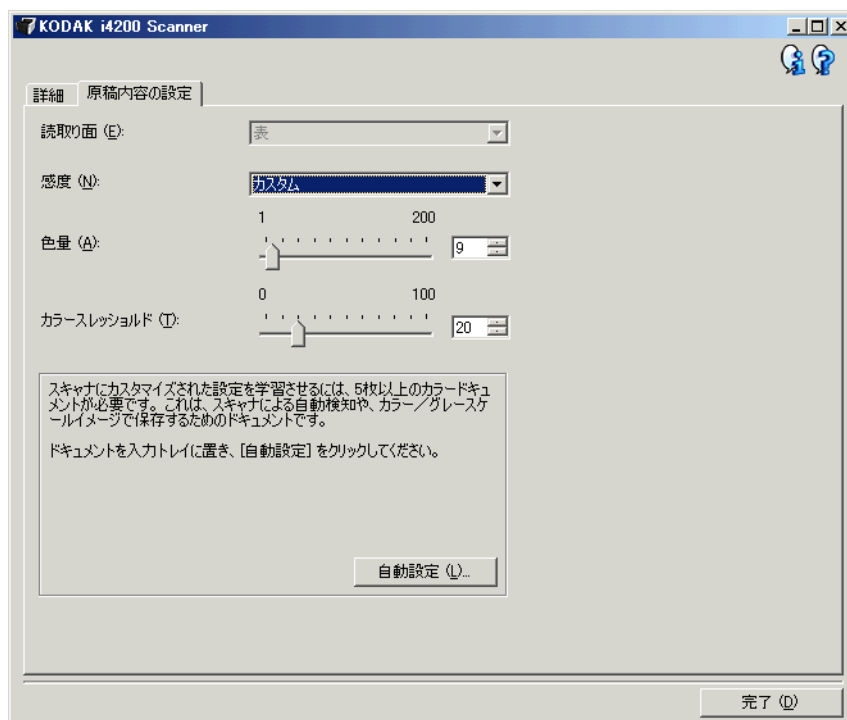 KODAK i4200 Scanner
詳細 原稿内容の設定
読取り面 (E): 表
感度 (N): カスタム
1 200
色量 (A): 9
0 100
カラースレッショルド (T): 20
スキャナにカスタマイズされた設定を学習させるには、5枚以上のカラードキュ
メントが必要です。これは、スキャナによる自動検知や、カラー／グレースケ
ールイメージで保存するためのドキュメントです。
ドキュメントを入力トレイに置き、[自動設定] をクリックしてください。
自動設定 (L)...
完了 (D)